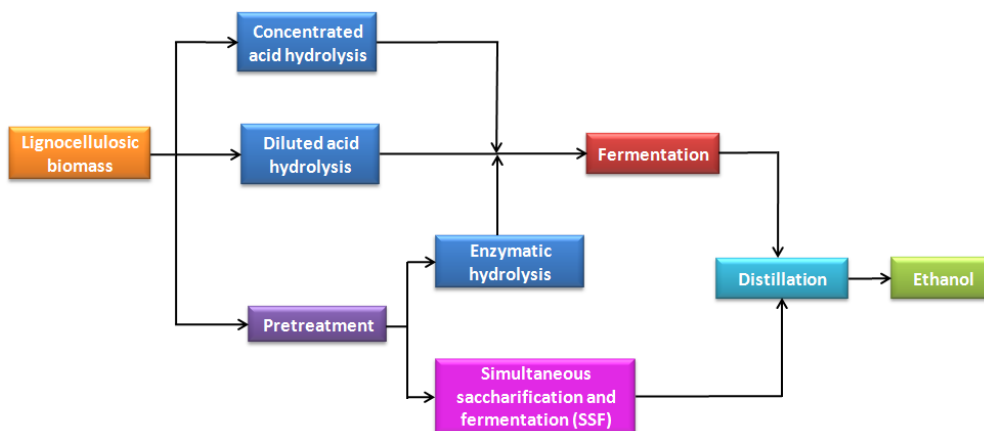 Concentrated
acid hydrolysis
Lignocellulosic
biomass
Diluted acid
hydrolysis
Fermentation
Enzymatic
hydrolysis
Distillation
Ethanol
Pretreatment
Simultaneous
saccharification and
fermentation (SSF)